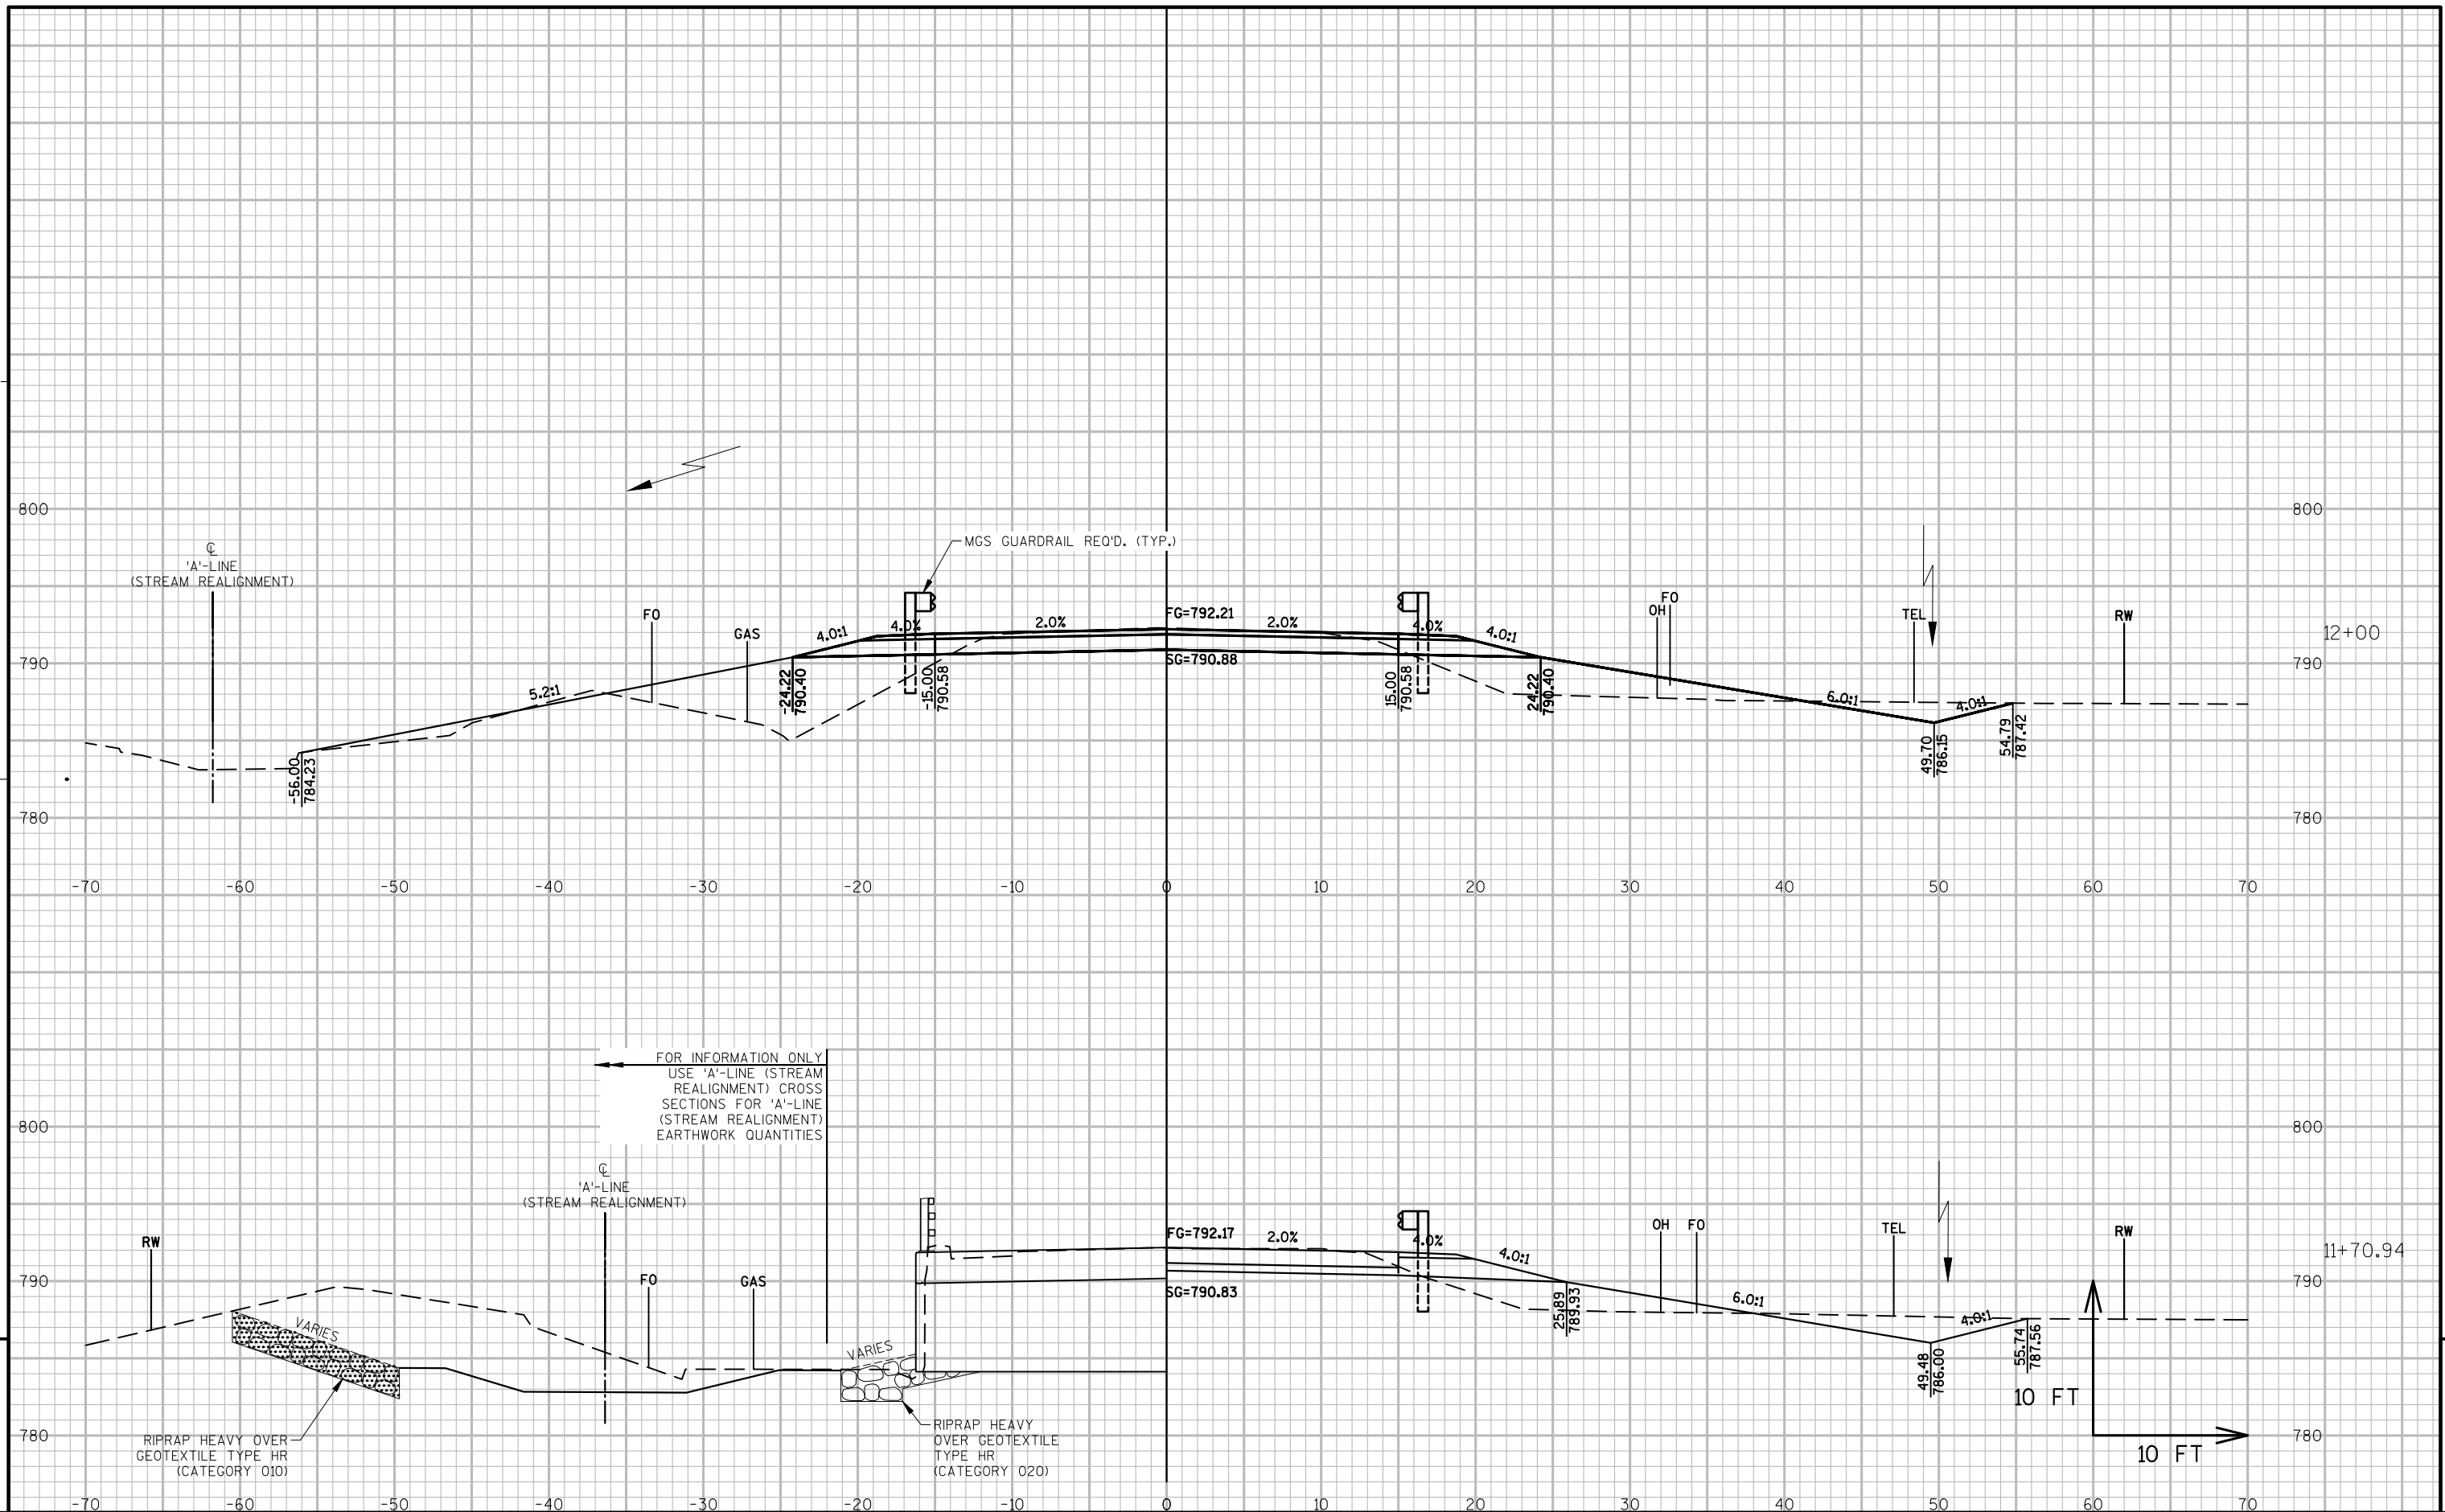 800
800
℄
'A'-LINE
(STREAM REALIGNMENT)
MGS GUARDRAIL REQ'D. (TYP.)
FO
GAS
4.0:1
4.0%
2.0%
FG=792.21
2.0%
4.0%
4.0:1
OH
FO
TEL
RW
12+00
790
790
SG=790.88
5.2:1
-24.22
790.40
-15.00
790.58
15.00
790.58
24.22
790.40
6.0:1
4.0:1
-56.00
784.23
49.70
786.15
54.79
787.42
780
780
-70
-60
-50
-40
-30
-20
-10
0
10
20
30
40
50
60
70
FOR INFORMATION ONLY
USE 'A'-LINE (STREAM
REALIGNMENT) CROSS
SECTIONS FOR 'A'-LINE
(STREAM REALIGNMENT)
EARTHWORK QUANTITIES
800
800
℄
'A'-LINE
(STREAM REALIGNMENT)
RW
FO
GAS
FG=792.17
2.0%
4.0%
4.0:1
OH
FO
TEL
RW
11+70.94
790
790
SG=790.83
25.89
789.93
6.0:1
4.0:1
VARIES
VARIES
49.48
786.00
55.74
787.56
10 FT
10 FT
780
780
RIPRAP HEAVY OVER
GEOTEXTILE TYPE HR
(CATEGORY 010)
RIPRAP HEAVY
OVER GEOTEXTILE
TYPE HR
(CATEGORY 020)
-70
-60
-50
-40
-30
-20
-10
0
10
20
30
40
50
60
70